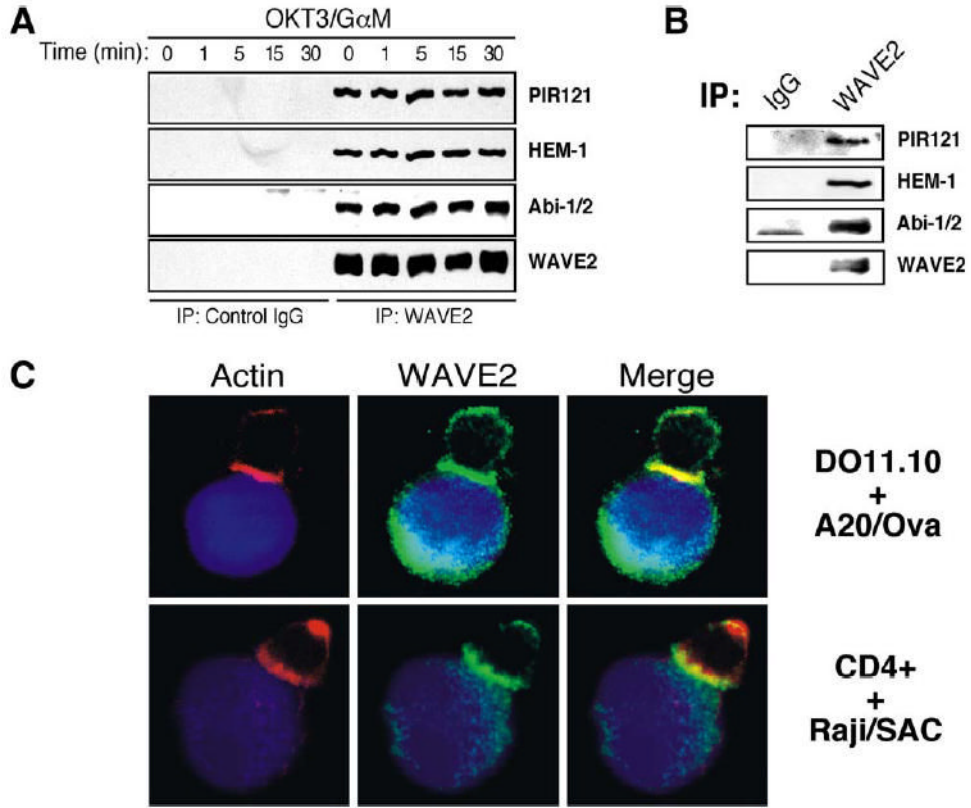 A
OKT3/GαM
Time (min): 0 1 5 15 30 0 1 5 15 30
PIR121
HEM-1
Abi-1/2
WAVE2
IP: Control IgG IP: WAVE2
B
IP: IgG WAVE2
PIR121
HEM-1
Abi-1/2
WAVE2
C
Actin WAVE2 Merge
DO11.10
+
A20/Ova
CD4+
+
Raji/SAC